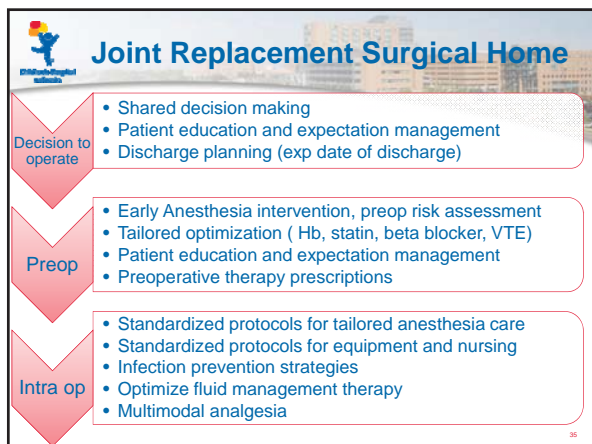 Joint Replacement Surgical Home
Decision to
operate
• Shared decision making
• Patient education and expectation management
• Discharge planning (exp date of discharge)
Preop
• Early Anesthesia intervention, preop risk assessment
• Tailored optimization ( Hb, statin, beta blocker, VTE)
• Patient education and expectation management
• Preoperative therapy prescriptions
Intra op
• Standardized protocols for tailored anesthesia care
• Standardized protocols for equipment and nursing
• Infection prevention strategies
• Optimize fluid management therapy
• Multimodal analgesia
35